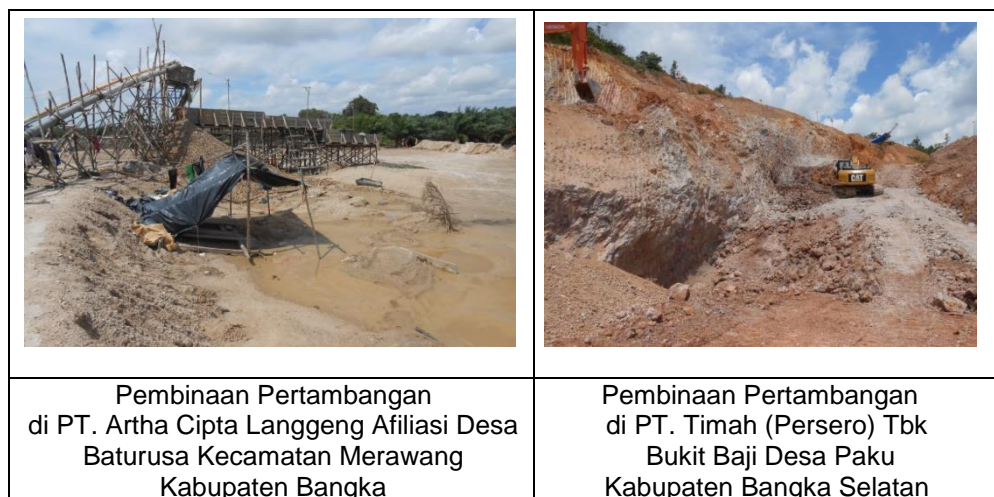 CAT
Pembinaan Pertambangan
di PT. Artha Cipta Langgeng Afiliasi Desa
Baturusa Kecamatan Merawang
Kabupaten Bangka
Pembinaan Pertambangan
di PT. Timah (Persero) Tbk
Bukit Baji Desa Paku
Kabupaten Bangka Selatan